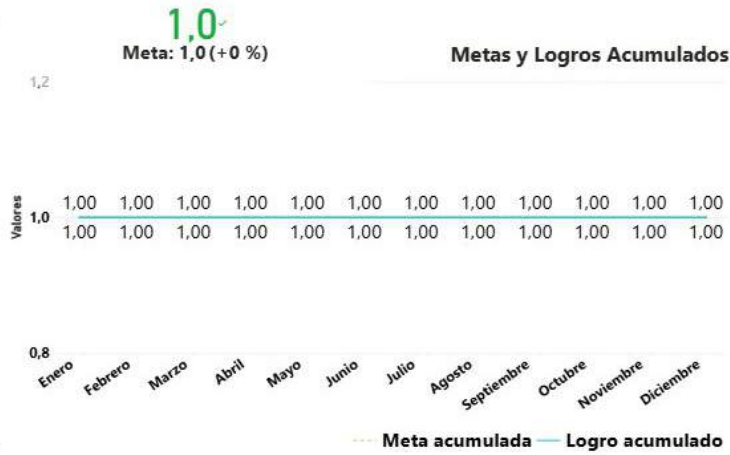 1,0
Meta: 1,0 (+0 %)
Metas y Logros Acumulados
1,2
Valores
1,00 1,00 1,00 1,00 1,00 1,00 1,00 1,00 1,00 1,00 1,00 1,00
1,0
1,00 1,00 1,00 1,00 1,00 1,00 1,00 1,00 1,00 1,00 1,00 1,00
0,8
Enero Febrero Marzo Abril Mayo Junio Julio Agosto Septiembre Octubre Noviembre Diciembre
Meta acumulada Logro acumulado